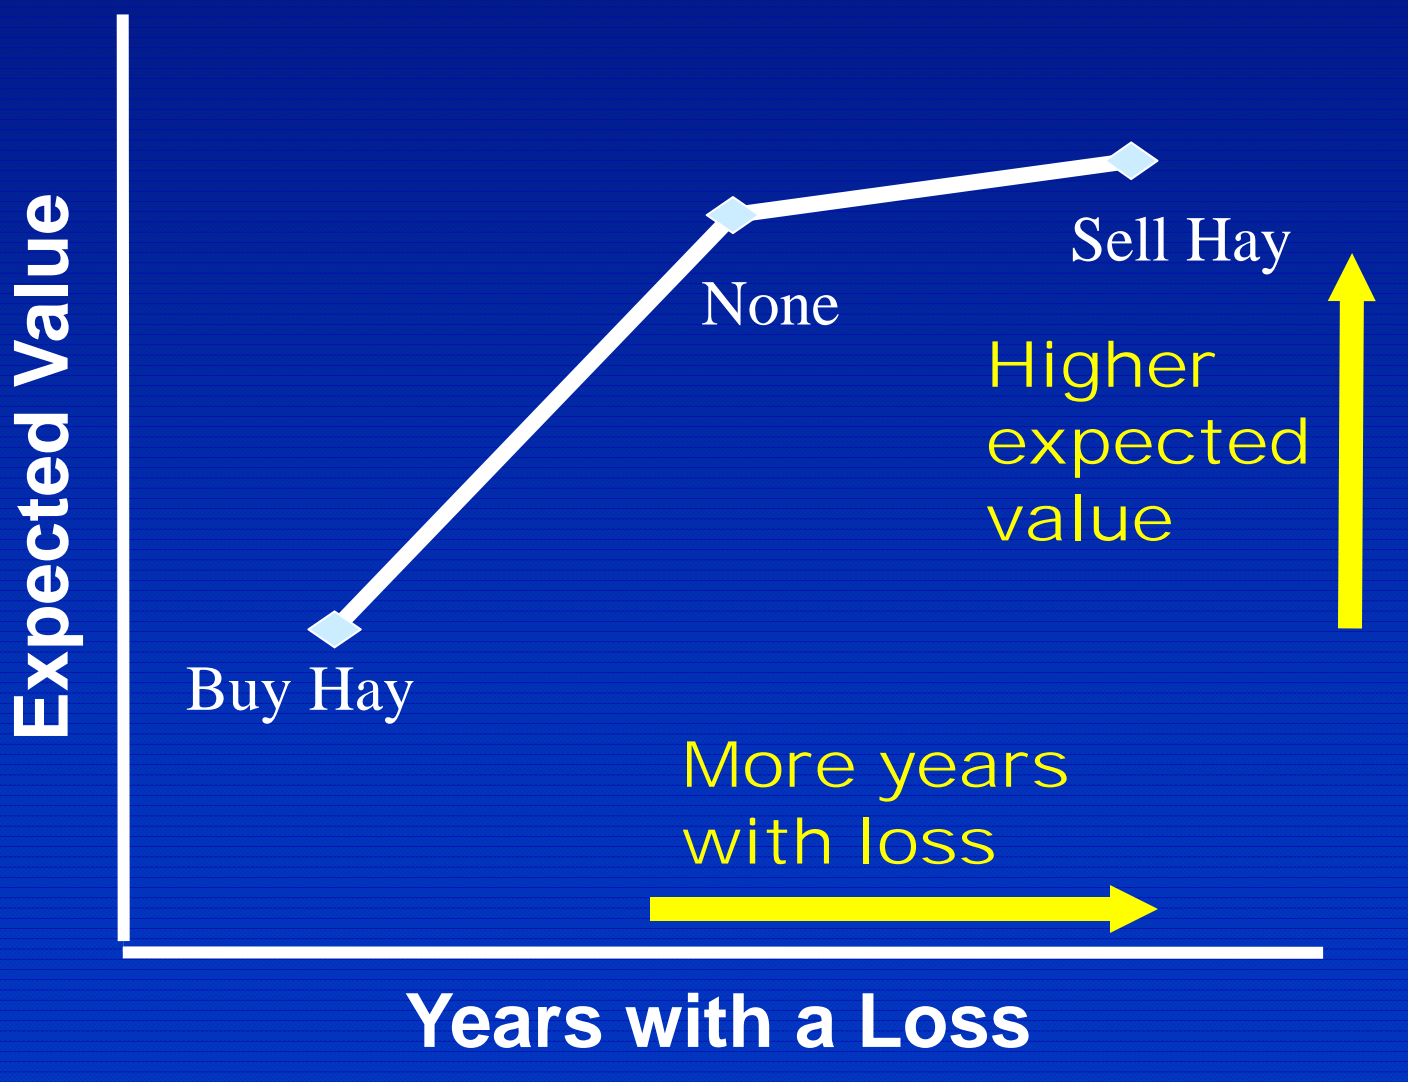 Expected Value
Sell Hay
None
Higher
expected
value
Buy Hay
More years
with loss
Years with a Loss